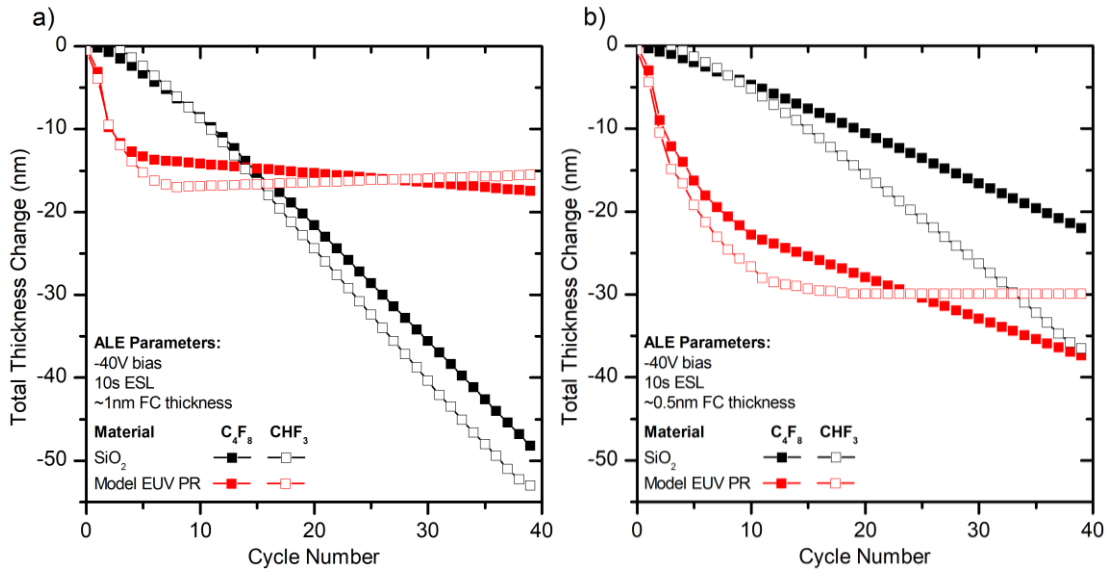 a)
0
-10
-20
-30
-40
-50
Total Thickness Change (nm)
ALE Parameters:
-40V bias
10s ESL
~1nm FC thickness
Material C₄F₈ CHF₃
SiO₂
Model EUV PR
0 10 20 30 40
Cycle Number
b)
0
-10
-20
-30
-40
-50
Total Thickness Change (nm)
ALE Parameters:
-40V bias
10s ESL
~0.5nm FC thickness
Material C₄F₈ CHF₃
SiO₂
Model EUV PR
0 10 20 30 40
Cycle Number